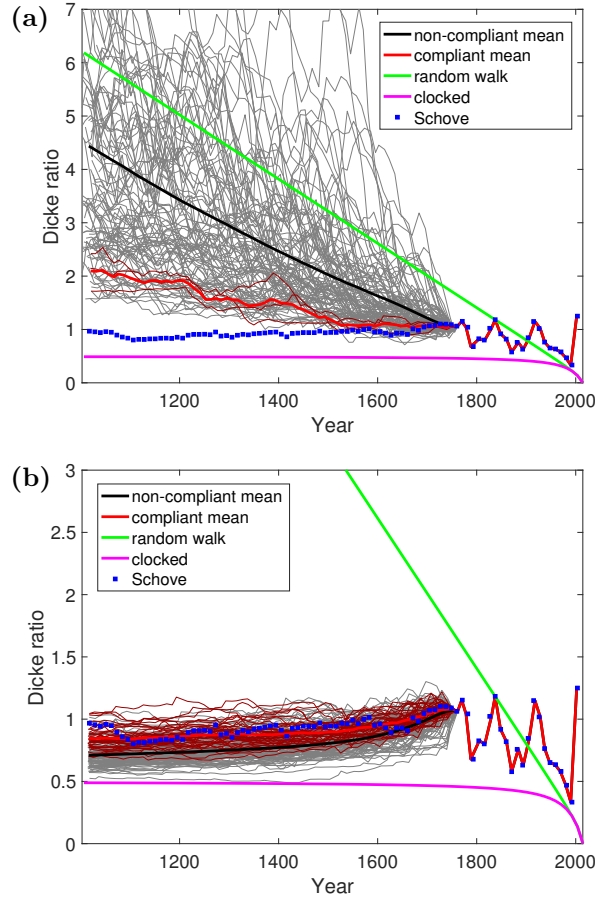 (a)
7
6
5
4
3
2
1
0
Dicke ratio
non-compliant mean
compliant mean
random walk
clocked
Schove
1200 1400 1600 1800 2000
Year
(b)
3
2.5
2
1.5
1
0.5
0
Dicke ratio
non-compliant mean
compliant mean
random walk
clocked
Schove
1200 1400 1600 1800 2000
Year